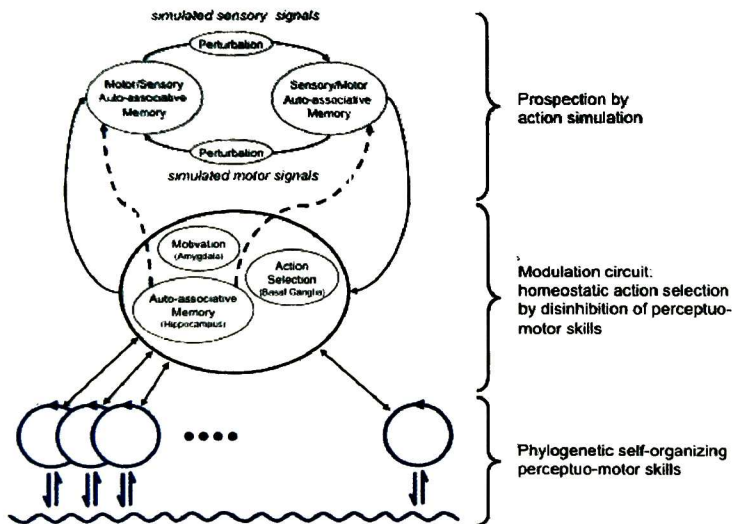 simulated sensory signals
Perturbation
Motor/Sensory
Auto-associative
Memory
Sensory/Motor
Auto-associative
Memory
Perturbation
simulated motor signals
Prospection by
action simulation
Motivation
(Amygdala)
Action
Selection
(Basal Ganglia)
Auto-associative
Memory
(Hippocampus)
Modulation circuit:
homeostatic action selection
by disinhibition of perceptuo-
motor skills
Phylogenetic self-organizing
perceptuo-motor skills